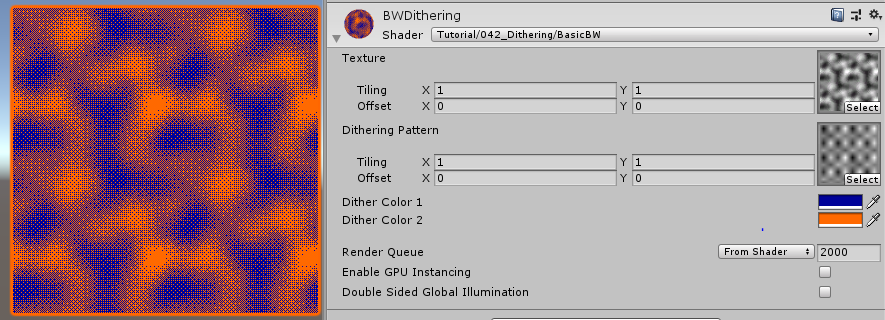 BWDithering
Shader Tutorial/042_Dithering/BasicBW
Texture
Tiling X 1 Y 1
Offset X 0 Y 0
Select
Dithering Pattern
Tiling X 1 Y 1
Offset X 0 Y 0
Select
Dither Color 1
Dither Color 2
Render Queue From Shader 2000
Enable GPU Instancing
Double Sided Global Illumination